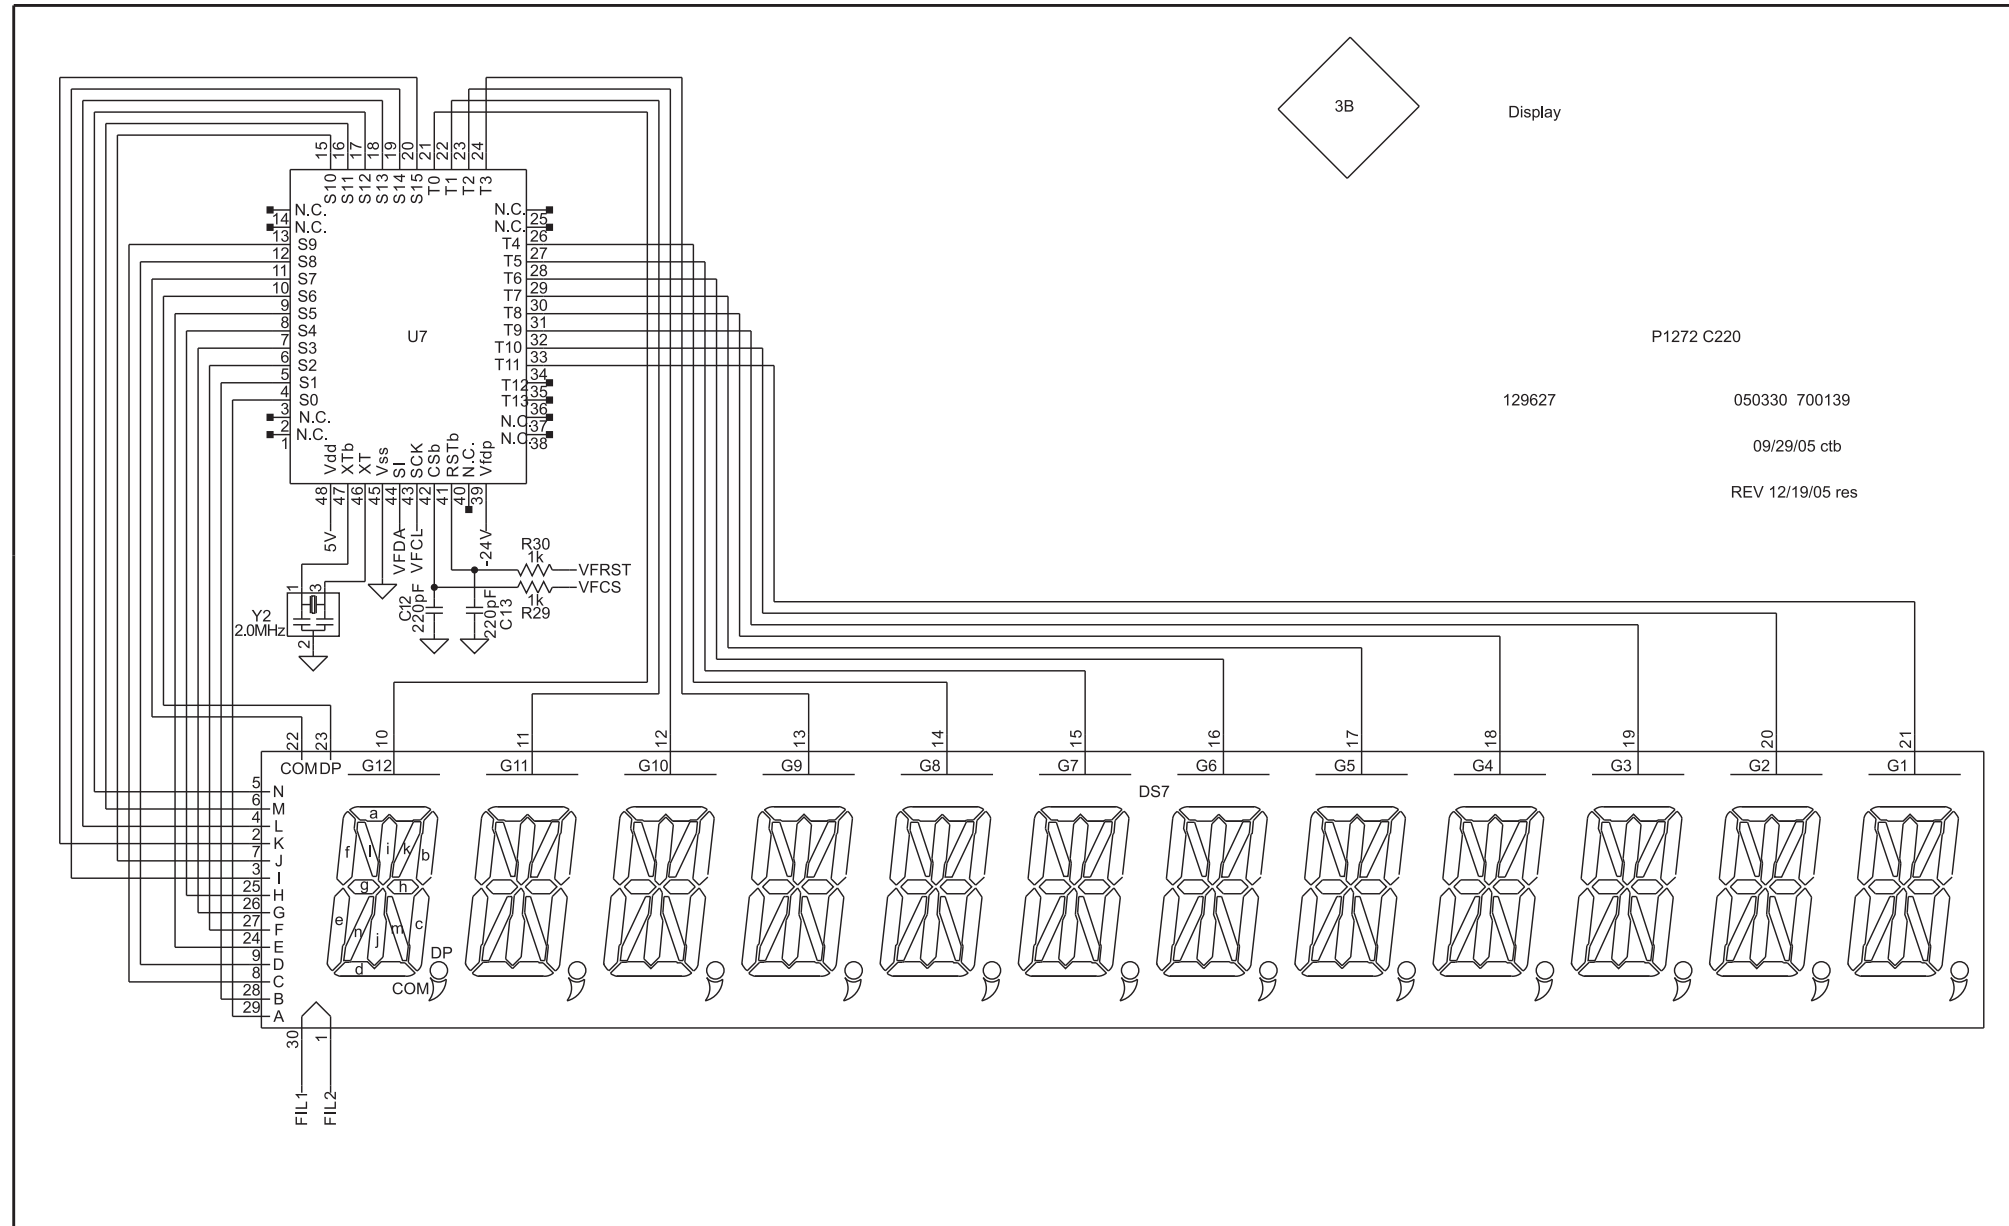 3B
Display
P1272 C220
129627
050330 700139
09/29/05 ctb
REV 12/19/05 res
15 16 17 18 19 20 21 22 23 24
S10 S11 S12 S13 S14 S15 T0 T1 T2 T3
N.C.
14
N.C.
13
S9
12
S8
11
S7
10
S6
9
S5
8
S4
7
S3
6
S2
5
S1
4
S0
3
N.C.
2
N.C.
1
U7
N.C.
25
N.C.
26
T4
27
T5
28
T6
29
T7
30
T8
31
T9
32
T10
33
T11
34
T12
35
T13
36
N.C.
37
N.C.
38
Vdd XTb XT Vss SI SCK CSb RSTb N.C. Vfdp
48 47 46 45 44 43 42 41 40 39
5V
VFDA
VFCL
-24V
R30
1k
VFRST
VFCS
1k
R29
C12
220pF
220pF
C13
1 3
Y2
2.0MHz
2
22 23 10 11 12 13 14 15 16 17 18 19 20 21
COM DP G12 G11 G10 G9 G8 G7 G6 G5 G4 G3 G2 G1
DS7
5 N
6 M
4 L
2 K
7 J
3 I
25 H
26 G
27 F
24 E
9 D
8 C
28 B
29 A
a
f l i k b
g h
e n j m c
d
DP
COM
30 1
FIL1
FIL2